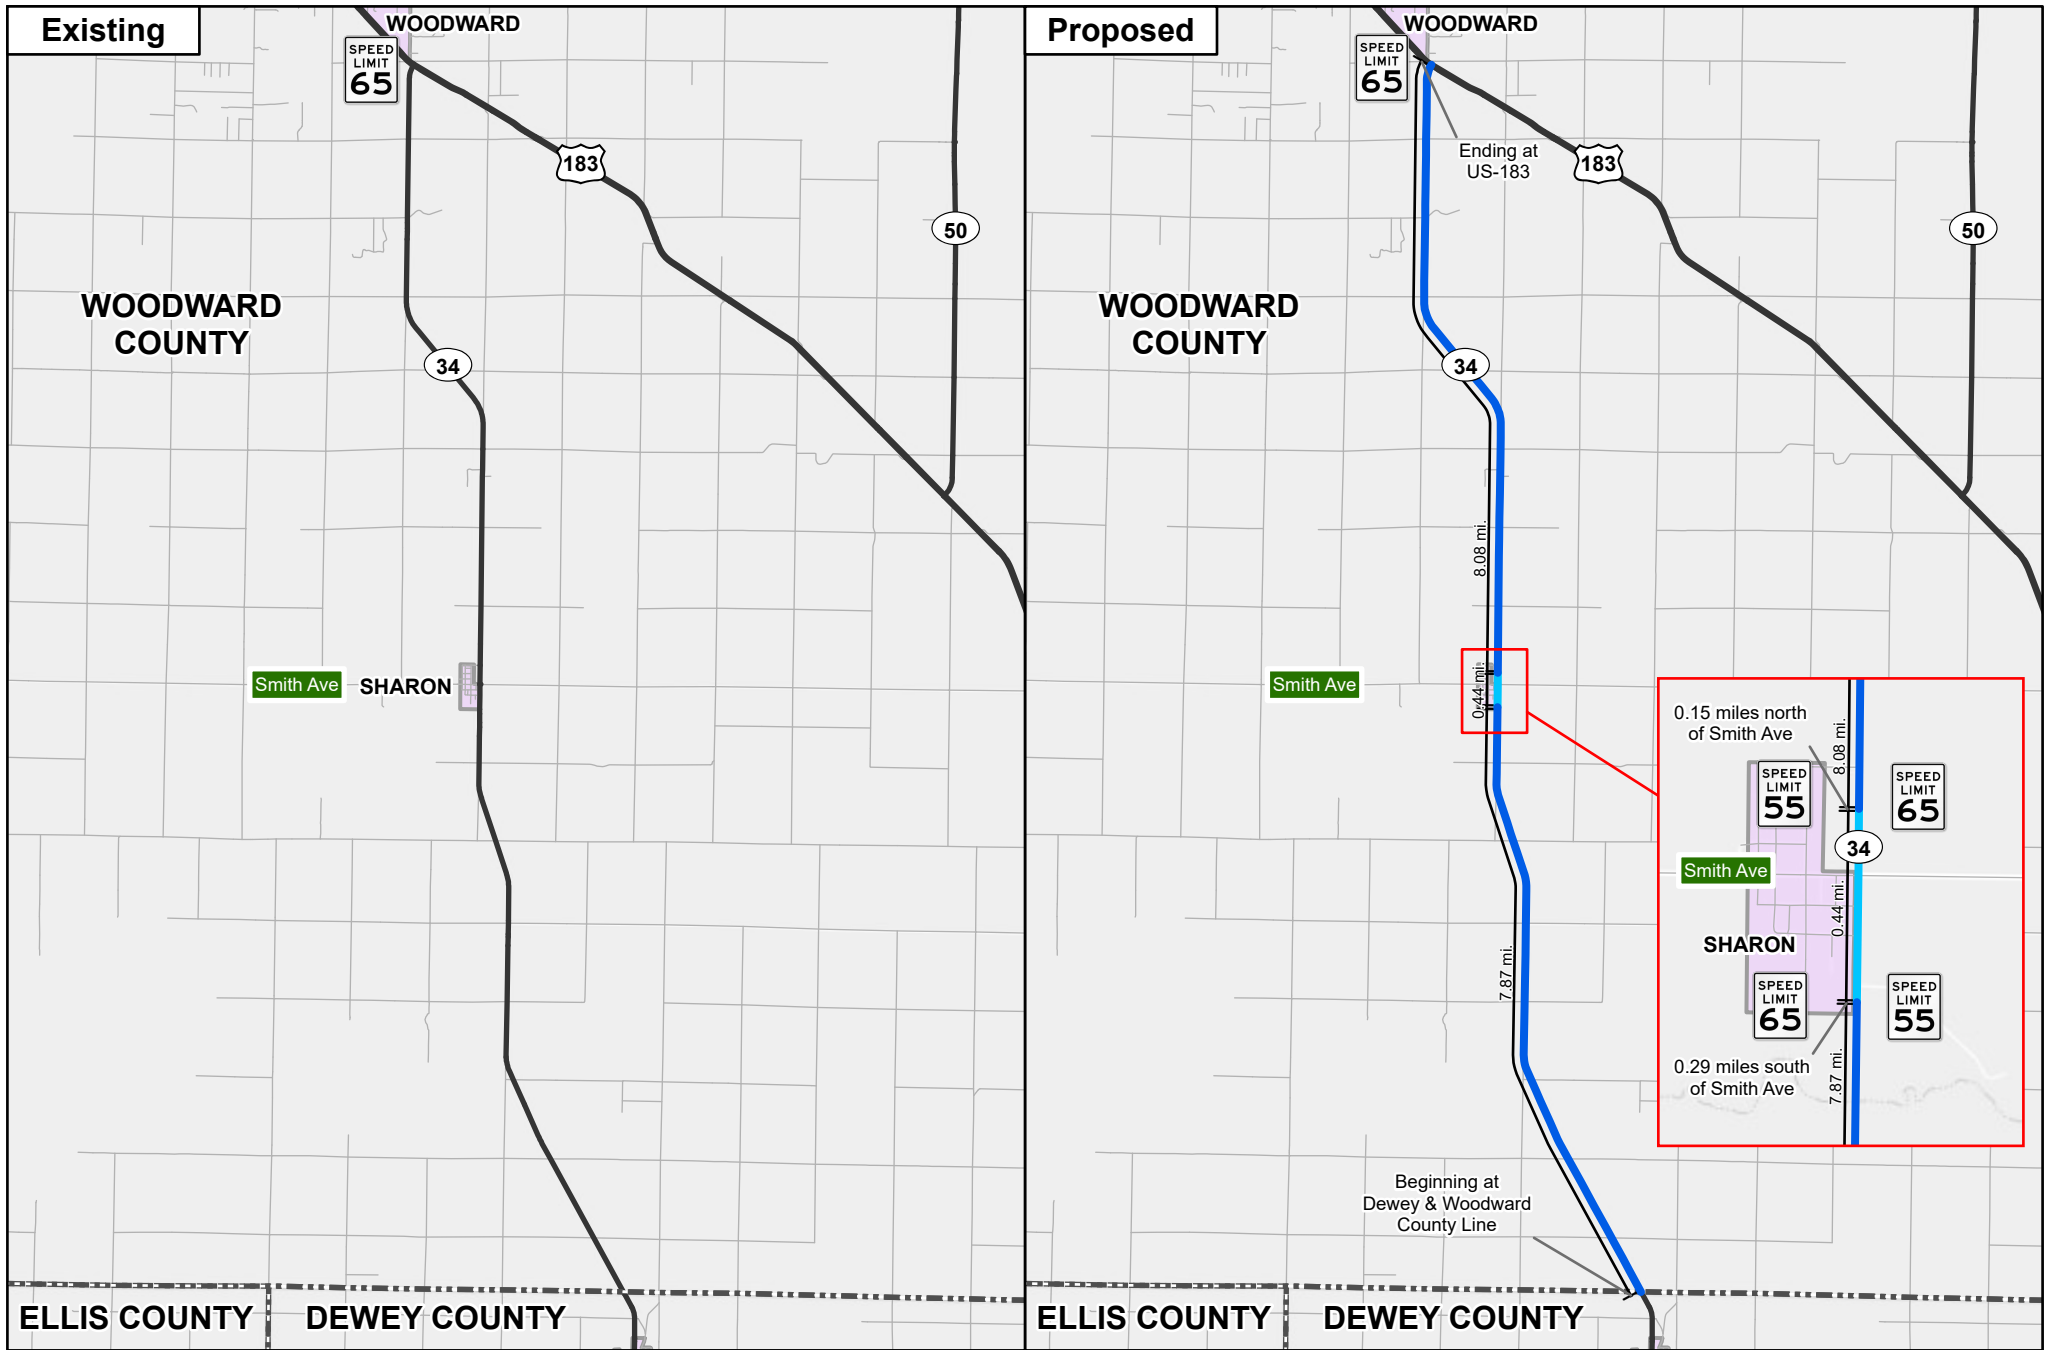 Existing
WOODWARD
SPEED
LIMIT
65
183
50
WOODWARD
COUNTY
34
Smith Ave
SHARON
ELLIS COUNTY
DEWEY COUNTY
Proposed
WOODWARD
SPEED
LIMIT
65
Ending at
US-183
183
50
WOODWARD
COUNTY
34
8.08 mi.
Smith Ave
0.44 mi.
7.87 mi.
0.15 miles north
of Smith Ave
8.08 mi.
SPEED
LIMIT
55
SPEED
LIMIT
65
34
Smith Ave
0.44 mi.
SHARON
SPEED
LIMIT
65
SPEED
LIMIT
55
0.29 miles south
of Smith Ave
7.87 mi.
Beginning at
Dewey & Woodward
County Line
ELLIS COUNTY
DEWEY COUNTY